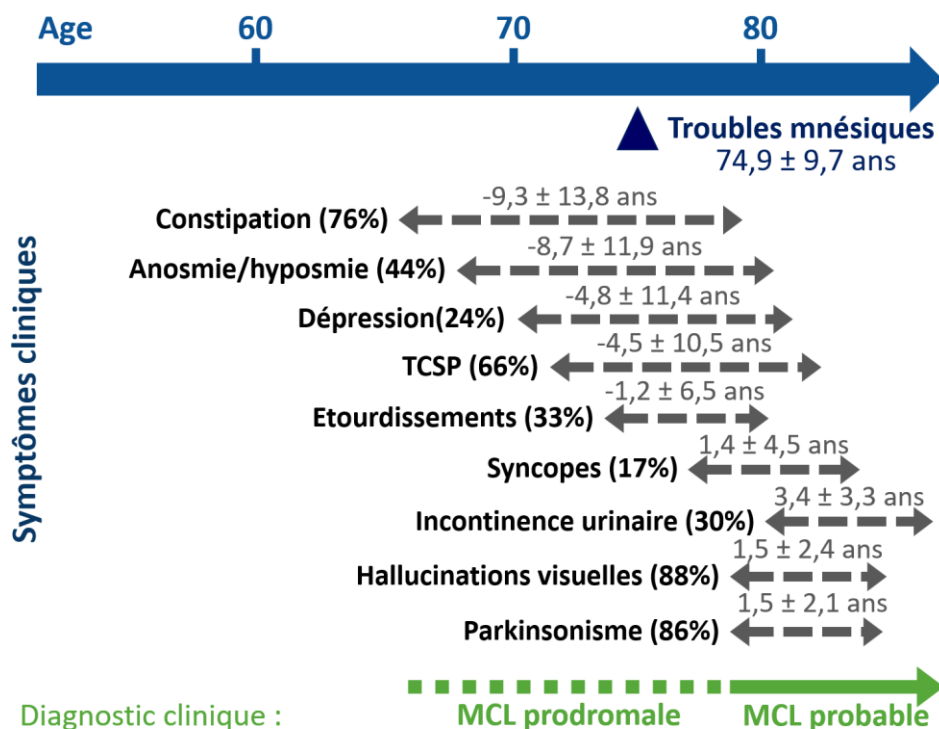 Age 60 70 80
Troubles mnésiques
74,9 ± 9,7 ans
Symptômes cliniques
-9,3 ± 13,8 ans
Constipation (76%)
-8,7 ± 11,9 ans
Anosmie/hyposmie (44%)
-4,8 ± 11,4 ans
Dépression(24%)
-4,5 ± 10,5 ans
TCSP (66%)
-1,2 ± 6,5 ans
Etourdissements (33%)
1,4 ± 4,5 ans
Syncopes (17%)
3,4 ± 3,3 ans
Incontinence urinaire (30%)
1,5 ± 2,4 ans
Hallucinations visuelles (88%)
1,5 ± 2,1 ans
Parkinsonisme (86%)
Diagnostic clinique : MCL prodromale MCL probable